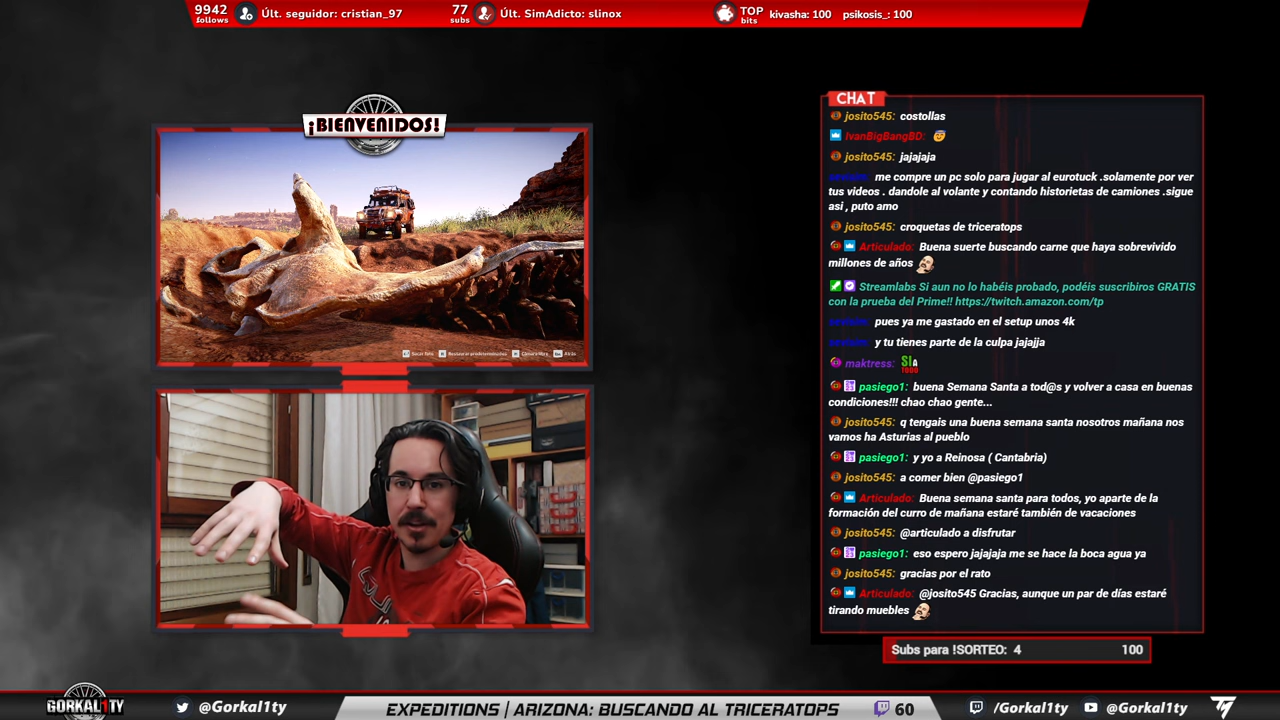 9942 follows Últ. seguidor: cristian_97 77 subs Últ. SimAdicto: slinox TOP bits kivasha: 100 psikosis_: 100
¡BIENVENIDOS!
Sacar foto Restaurar predeterminados Cámara libre Atrás
CHAT
josito545: costollas
IvanBigBangBD:
josito545: jajajaja
me compre un pc solo para jugar al eurotuck .solamente por ver
tus videos . dandole al volante y contando historietas de camiones .sigue
asi , puto amo
josito545: croquetas de triceratops
Articulado: Buena suerte buscando carne que haya sobrevivido
millones de años
Streamlabs Si aun no lo habéis probado, podéis suscribiros GRATIS
con la prueba del Prime!! https://twitch.amazon.com/tp
pues ya me gastado en el setup unos 4k
y tu tienes parte de la culpa jajajja
maktress: SI A 1000
pasiego1: buena Semana Santa a tod@s y volver a casa en buenas
condiciones!!! chao chao gente...
josito545: q tengais una buena semana santa nosotros mañana nos
vamos ha Asturias al pueblo
pasiego1: y yo a Reinosa ( Cantabria)
josito545: a comer bien @pasiego1
Articulado: Buena semana santa para todos, yo aparte de la
formación del curro de mañana estaré también de vacaciones
josito545: @articulado a disfrutar
pasiego1: eso espero jajajaja me se hace la boca agua ya
josito545: gracias por el rato
Articulado: @josito545 Gracias, aunque un par de días estaré
tirando muebles
Subs para !SORTEO: 4 100
GORKAL1TY @Gorkal1ty EXPEDITIONS | ARIZONA: BUSCANDO AL TRICERATOPS 60 /Gorkal1ty @Gorkal1ty